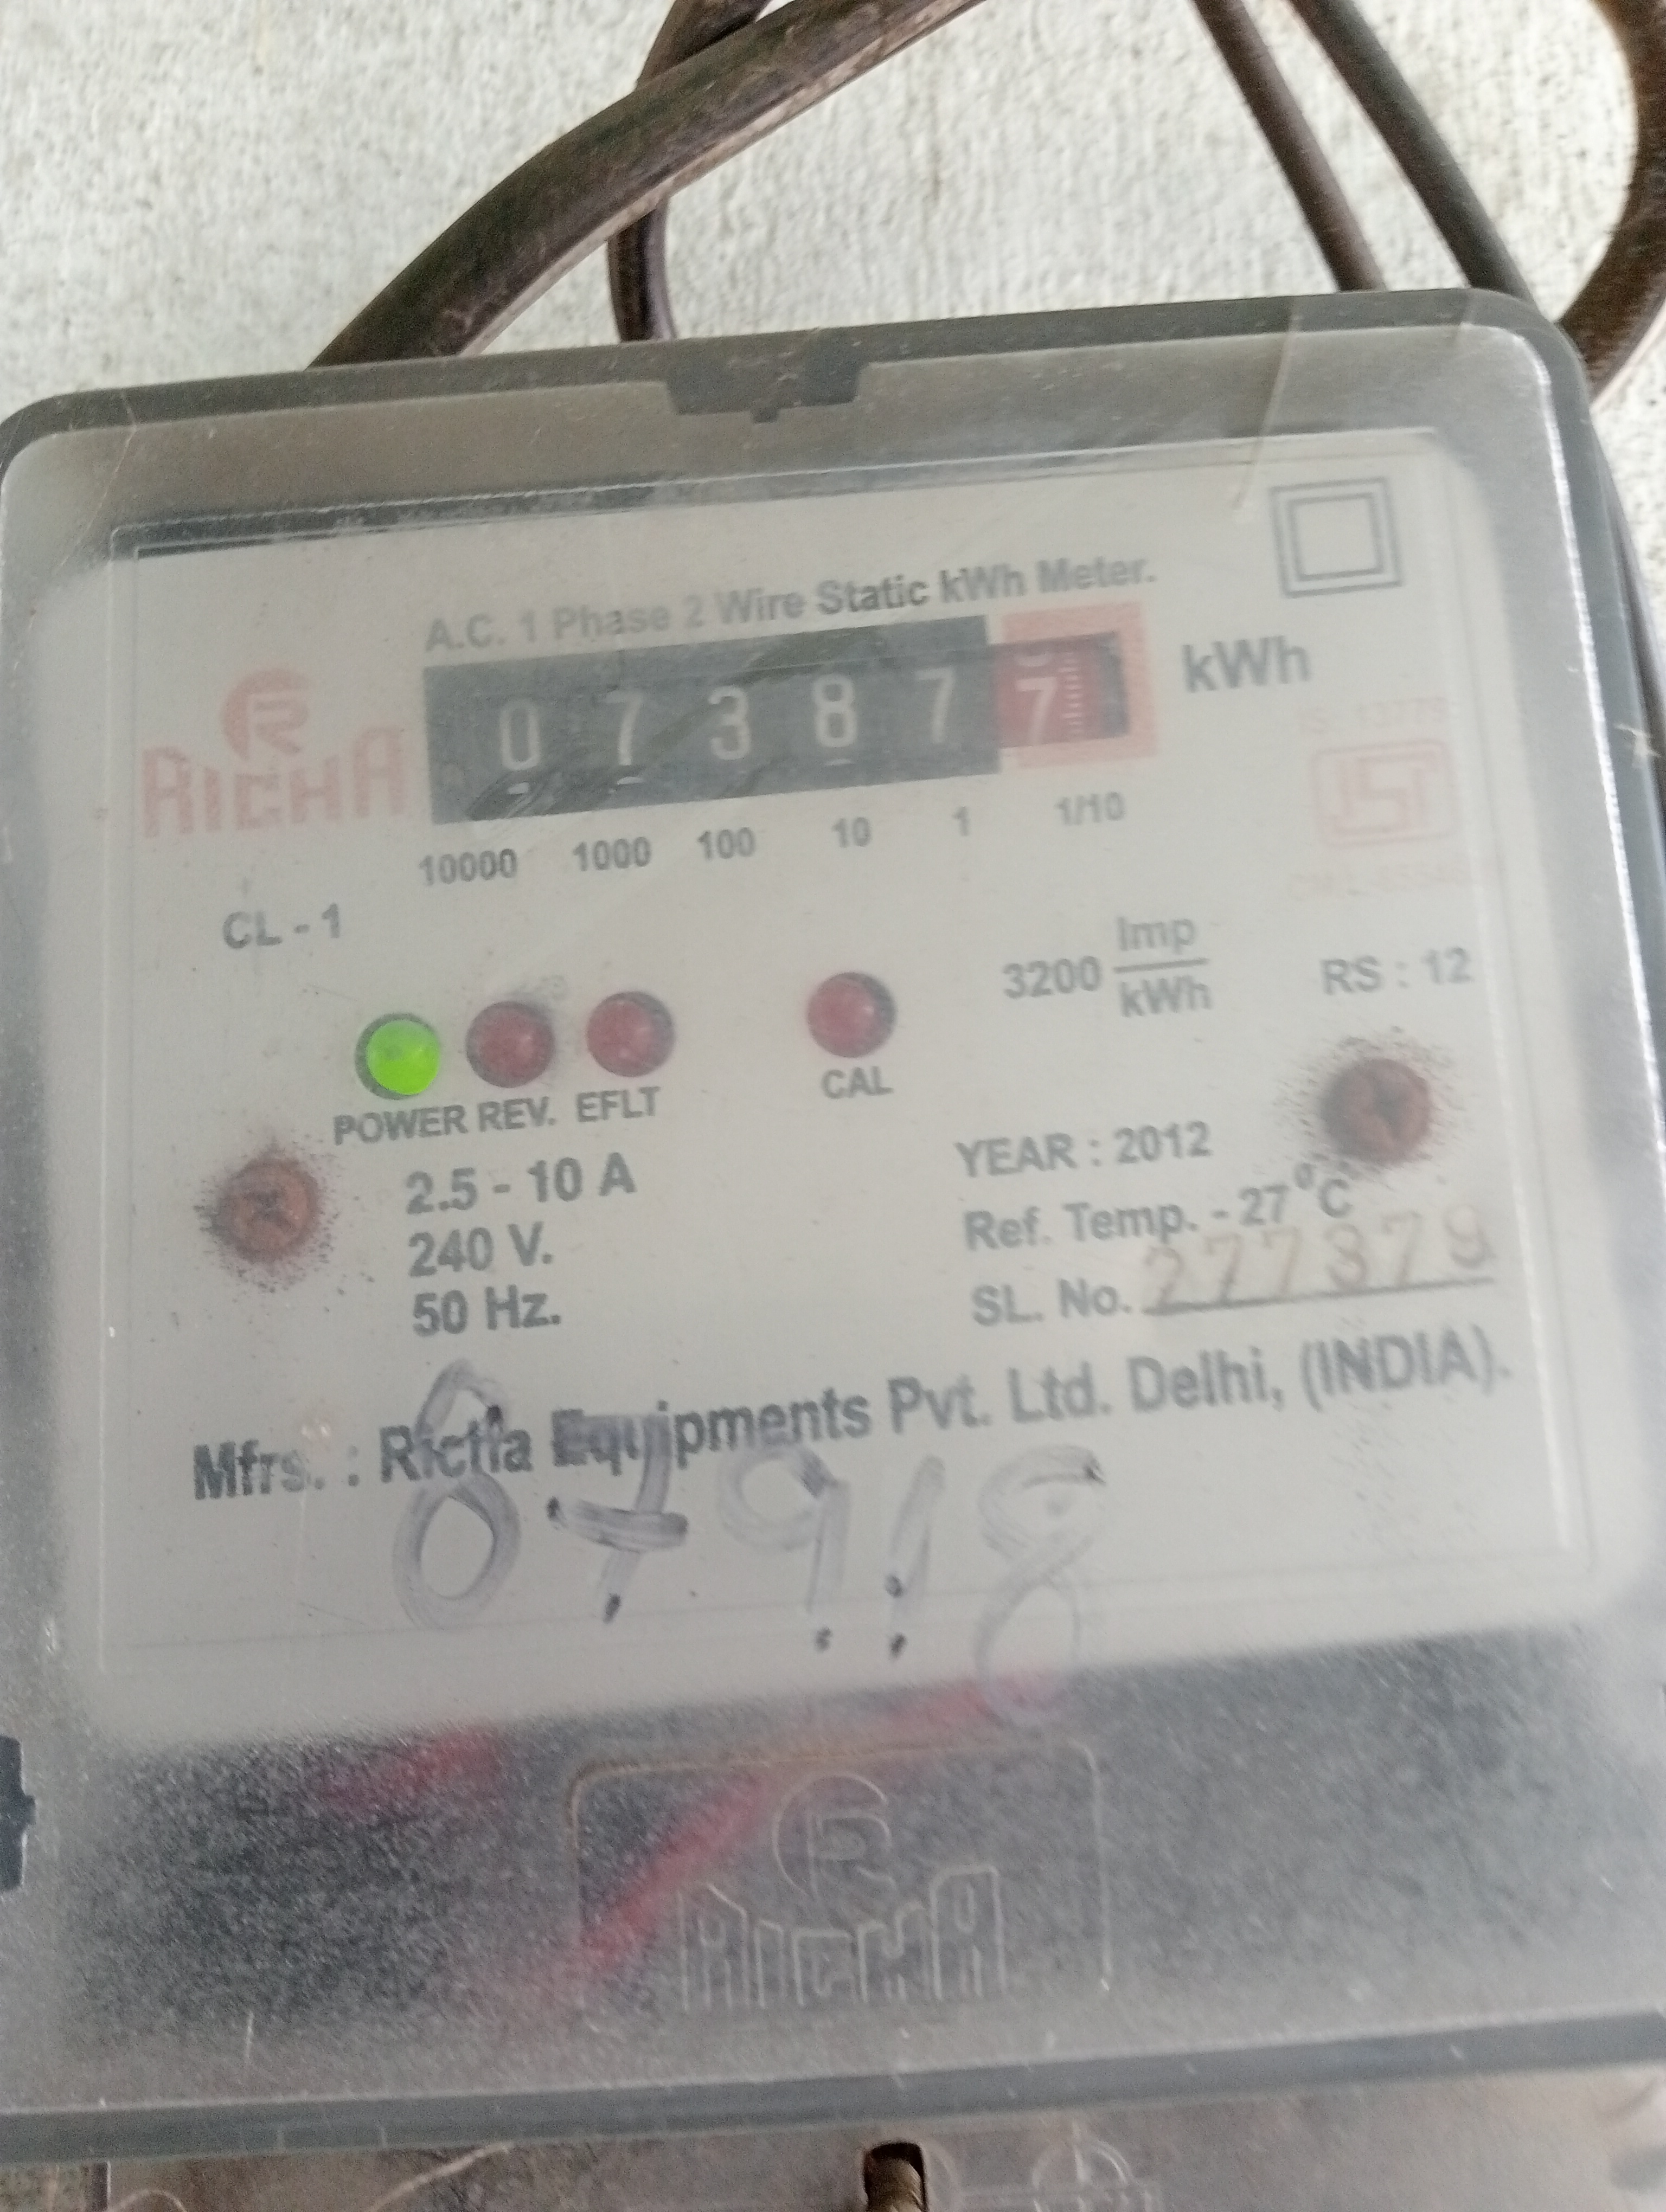 A.C. 1 Phase 2 Wire Static kWh Meter.
R
RICHA
0 7 3 8 7 7 kWh
10000 1000 100 10 1 1/10
ISI
CL - 1
3200 Imp
kWh
RS : 12
POWER REV. EFLT CAL
2.5 - 10 A
240 V.
50 Hz.
YEAR : 2012
Ref. Temp. - 27°C
SL. No. 277379
Mfrs. : Richa Equipments Pvt. Ltd. Delhi, (INDIA).
R
RICHA